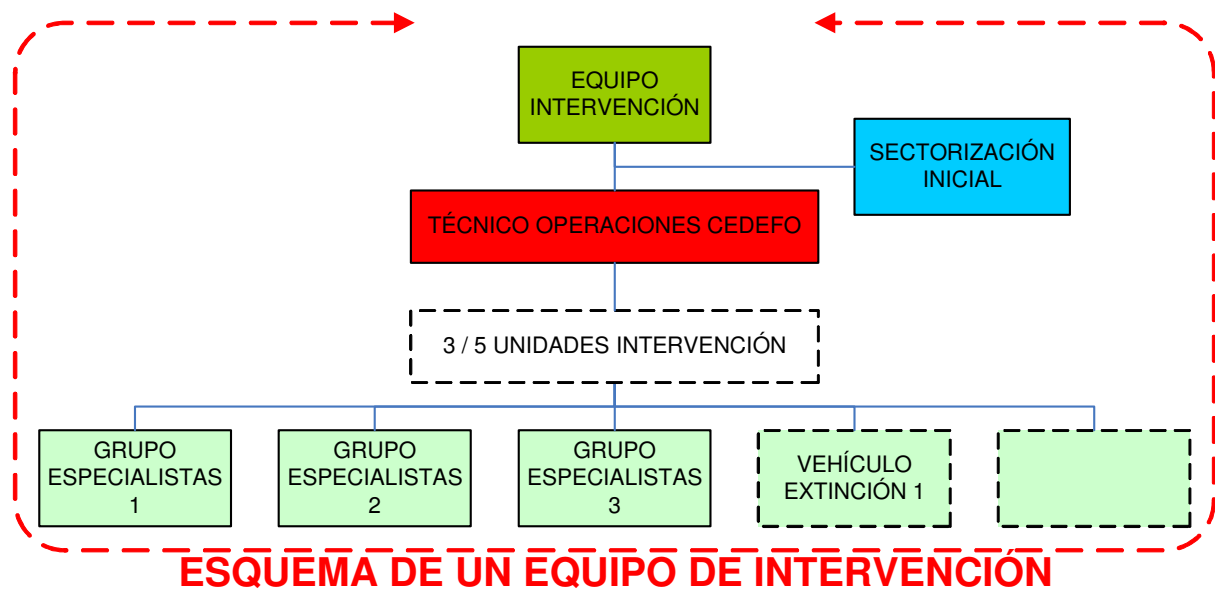 EQUIPO
INTERVENCIÓN
SECTORIZACIÓN
INICIAL
TÉCNICO OPERACIONES CEDEFO
3 / 5 UNIDADES INTERVENCIÓN
GRUPO
ESPECIALISTAS
1
GRUPO
ESPECIALISTAS
2
GRUPO
ESPECIALISTAS
3
VEHÍCULO
EXTINCIÓN 1
ESQUEMA DE UN EQUIPO DE INTERVENCIÓN